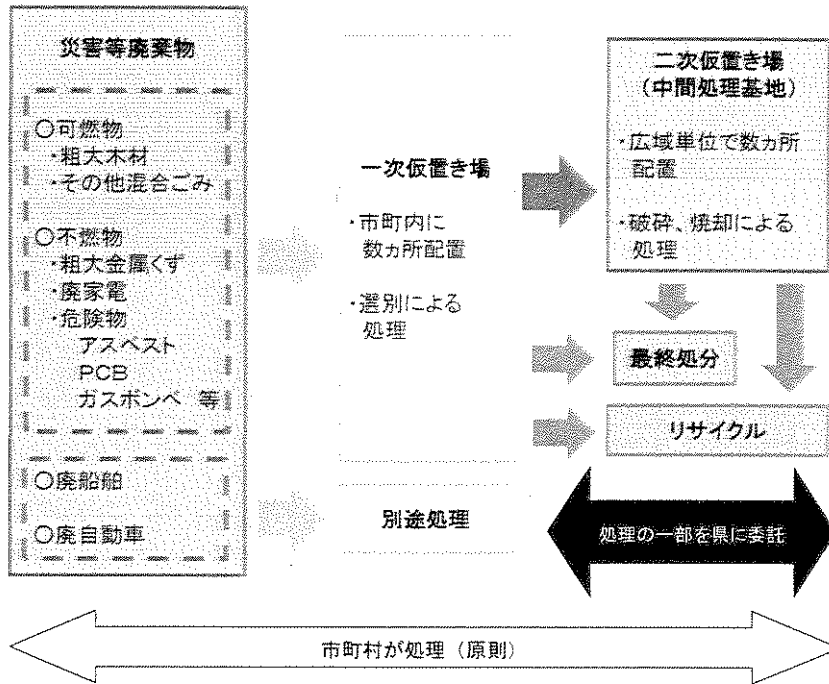 災害等廃棄物
○可燃物
・粗大木材
・その他混合ごみ
○不燃物
・粗大金属くず
・廃家電
・危険物
アスベスト
PCB
ガスボンベ 等
○廃船舶
○廃自動車
一次仮置き場
・市町内に
数ヵ所配置
・選別による
処理
別途処理
二次仮置き場
(中間処理基地)
・広域単位で数ヵ所
配置
・破砕、焼却による
処理
最終処分
リサイクル
処理の一部を県に委託
市町村が処理(原則)